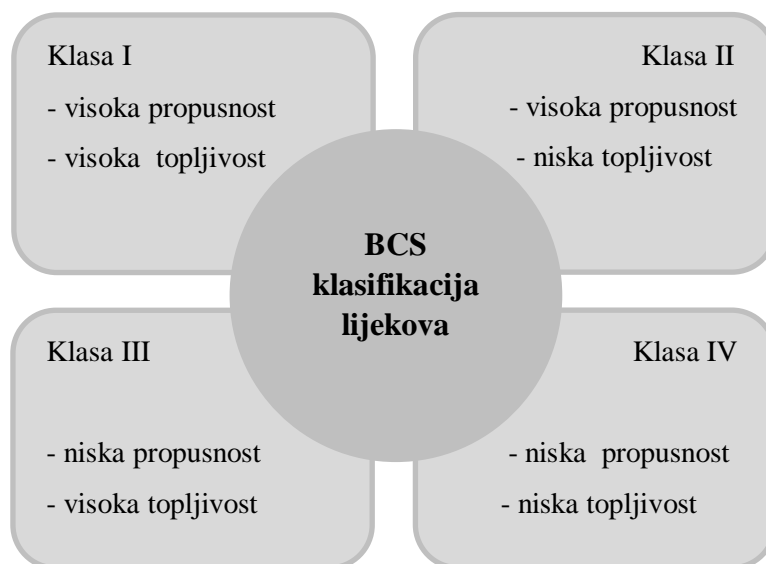 Klasa I
- visoka propusnost
- visoka  topljivost
Klasa II
- visoka propusnost
- niska topljivost
BCS
klasifikacija
lijekova
Klasa III
- niska propusnost
- visoka topljivost
Klasa IV
- niska  propusnost
- niska topljivost